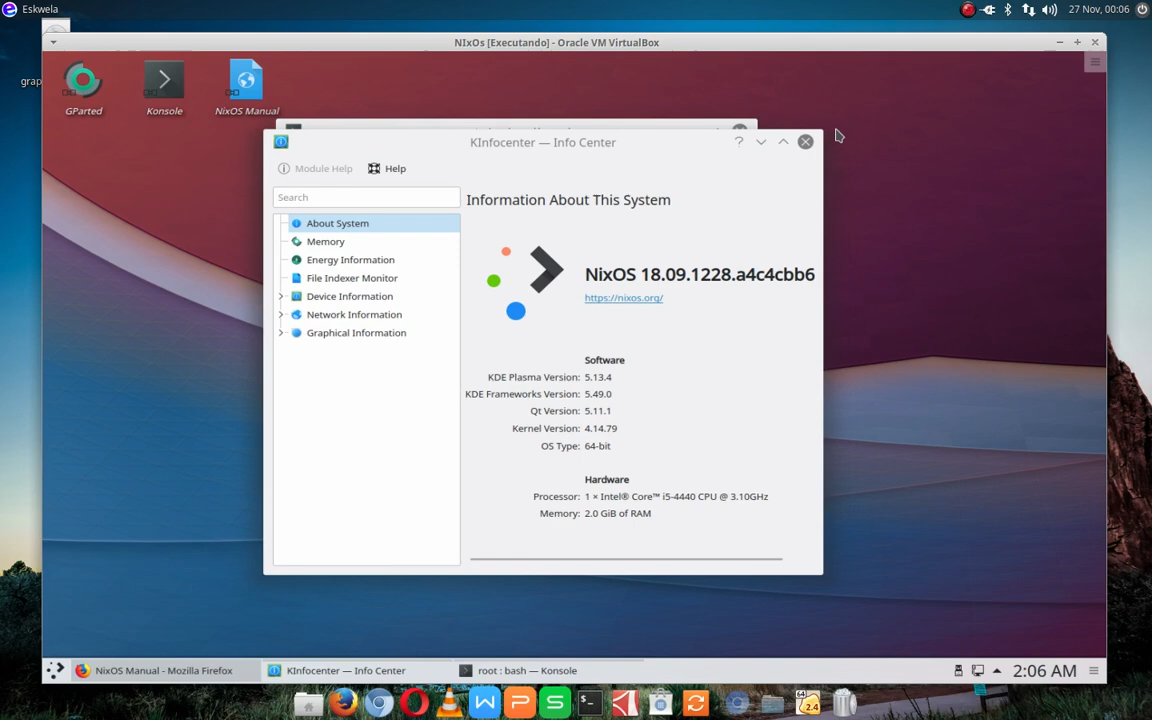 Eskwela
27 Nov, 00:06
NIxOs [Executando] - Oracle VM VirtualBox
grap
GParted
Konsole
NixOS Manual
KInfocenter — Info Center
Module Help
Help
Search
Information About This System
About System
Memory
Energy Information
File Indexer Monitor
Device Information
Network Information
Graphical Information
NixOS 18.09.1228.a4c4cbb6
https://nixos.org/
Software
KDE Plasma Version: 5.13.4
KDE Frameworks Version: 5.49.0
Qt Version: 5.11.1
Kernel Version: 4.14.79
OS Type: 64-bit
Hardware
Processor: 1 × Intel® Core™ i5-4440 CPU @ 3.10GHz
Memory: 2.0 GiB of RAM
NixOS Manual - Mozilla Firefox
KInfocenter — Info Center
root : bash — Konsole
2:06 AM
64
2.4